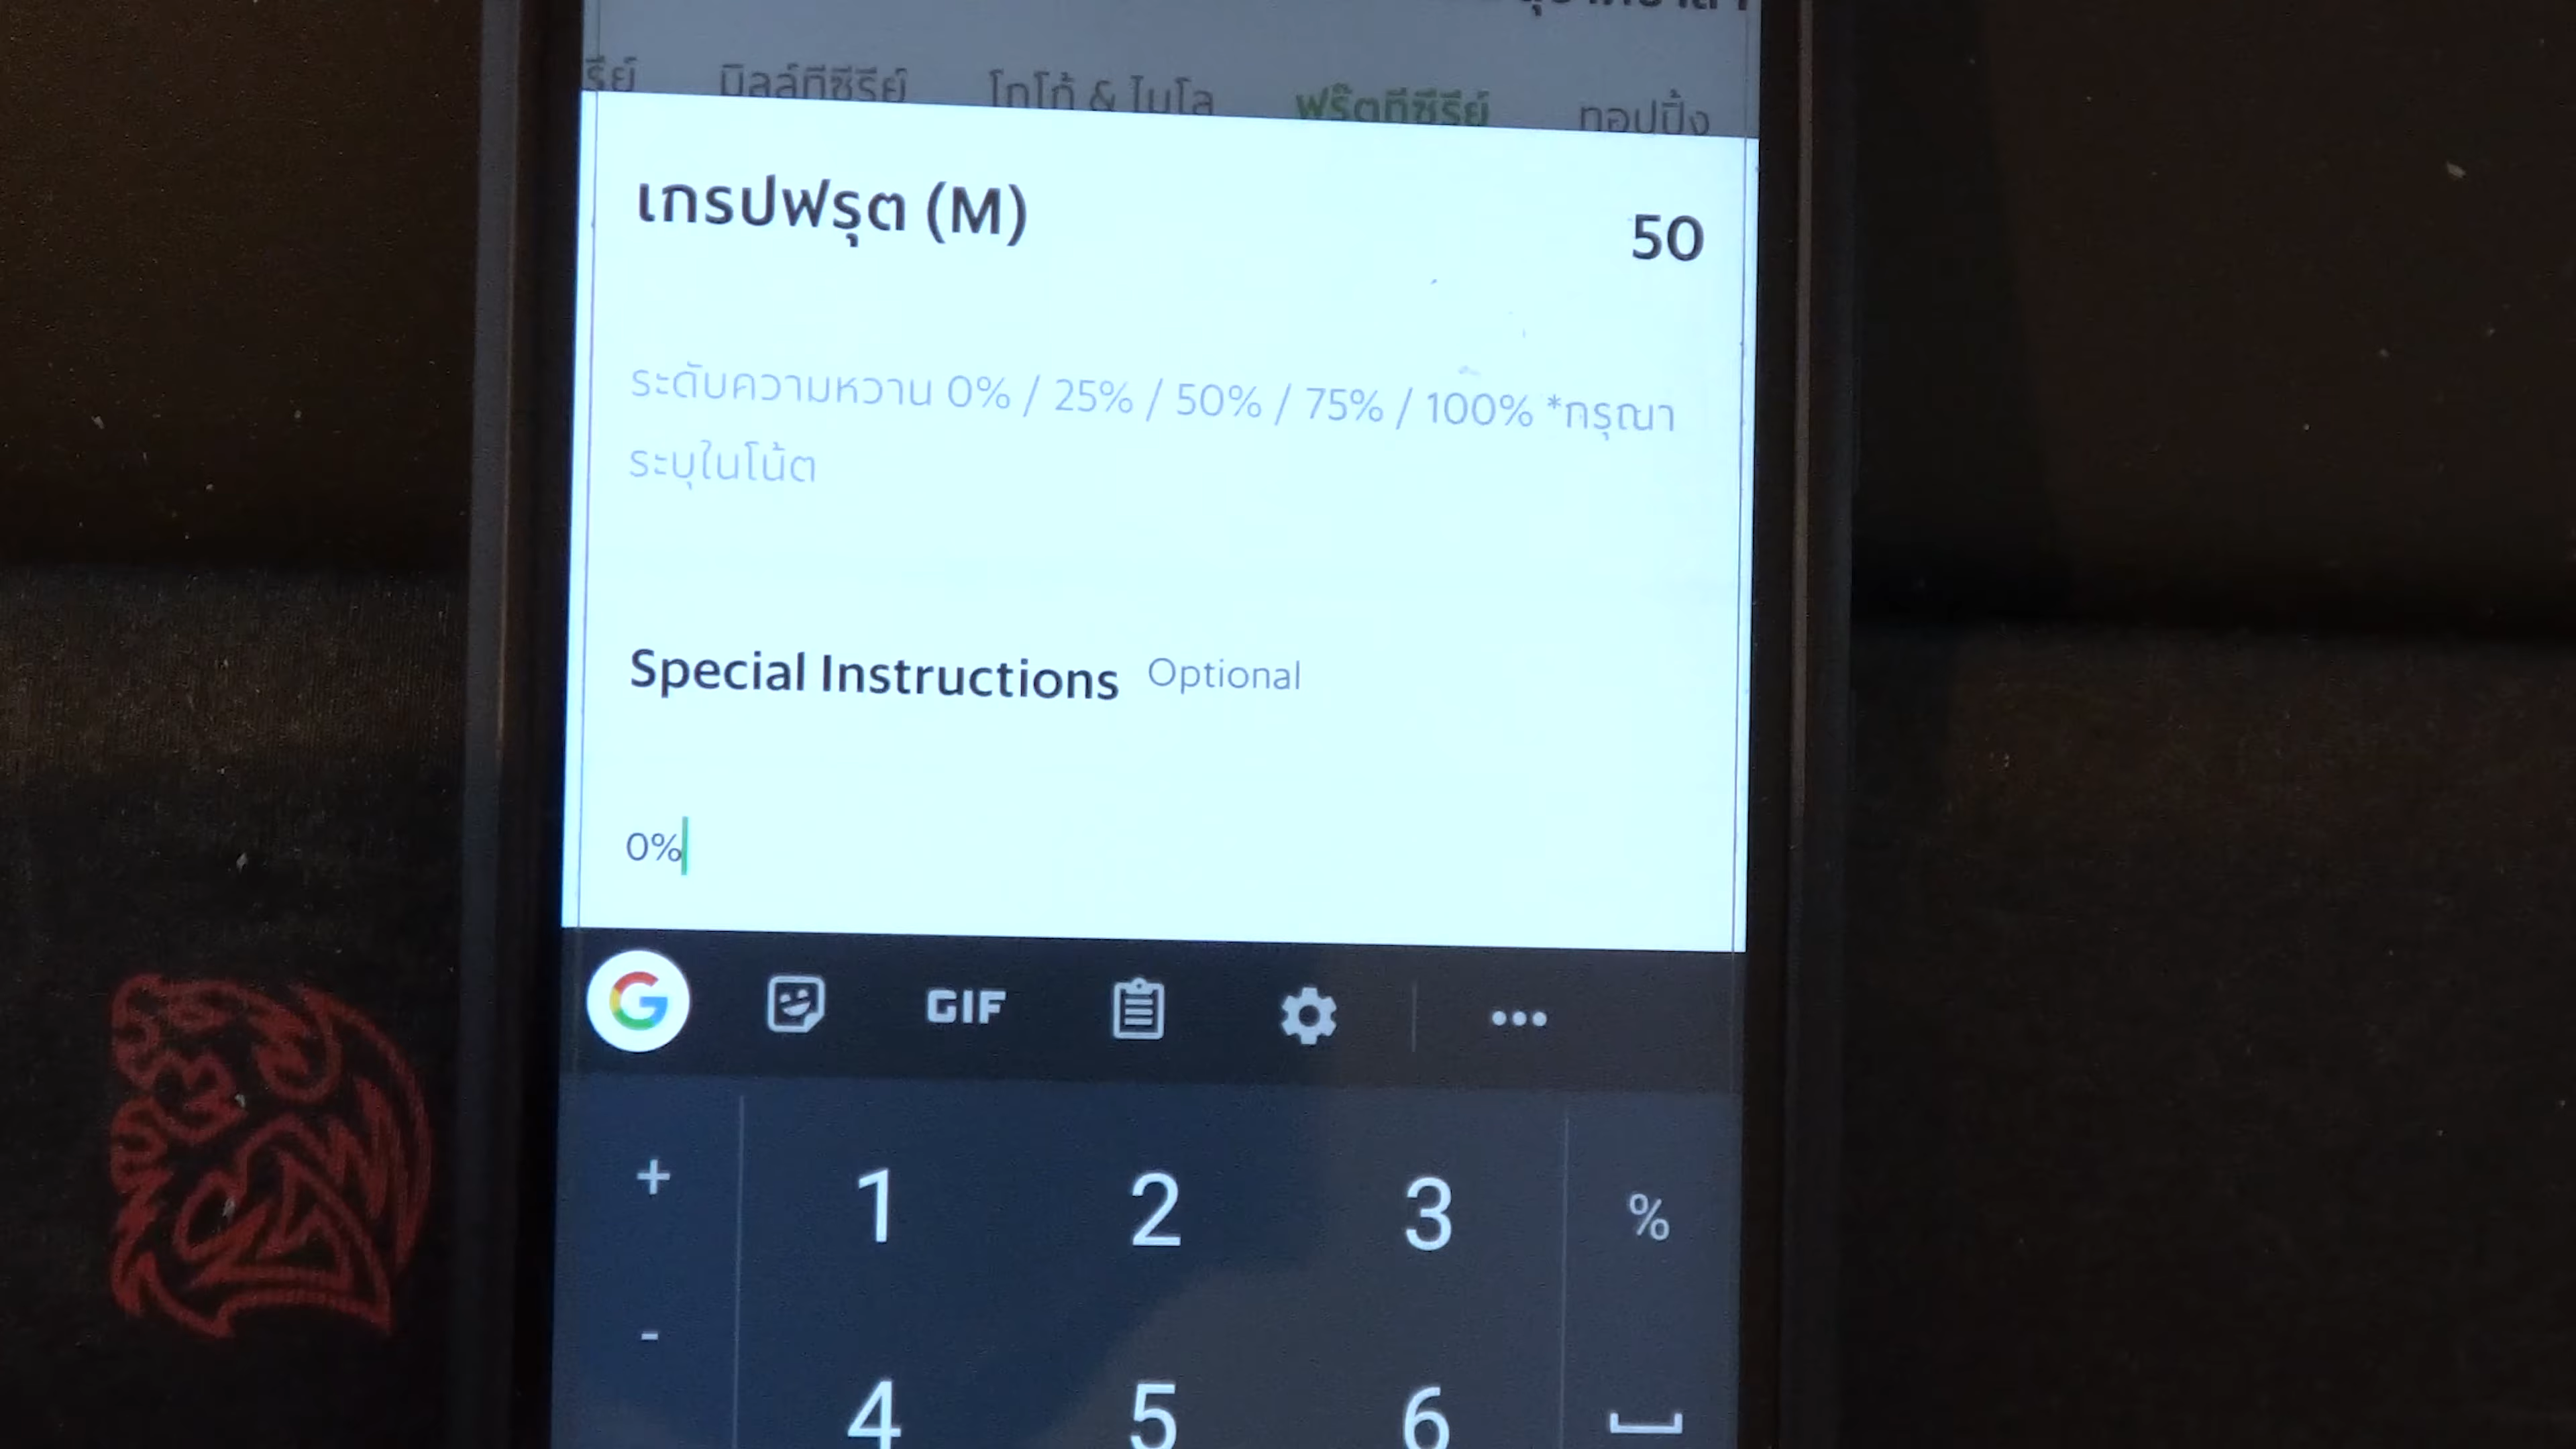 รีย์ มิลล์ทีซีรีย์ โกโก้ & ไมโล ฟรุ๊ตทีซีรีย์ ทอปปิ้ง
เกรปฟรุต (M) 50
ระดับความหวาน 0% / 25% / 50% / 75% / 100% *กรุณา
ระบุในโน้ต
Special Instructions Optional
0%
G GIF
+ 1 2 3 %
- 4 5 6